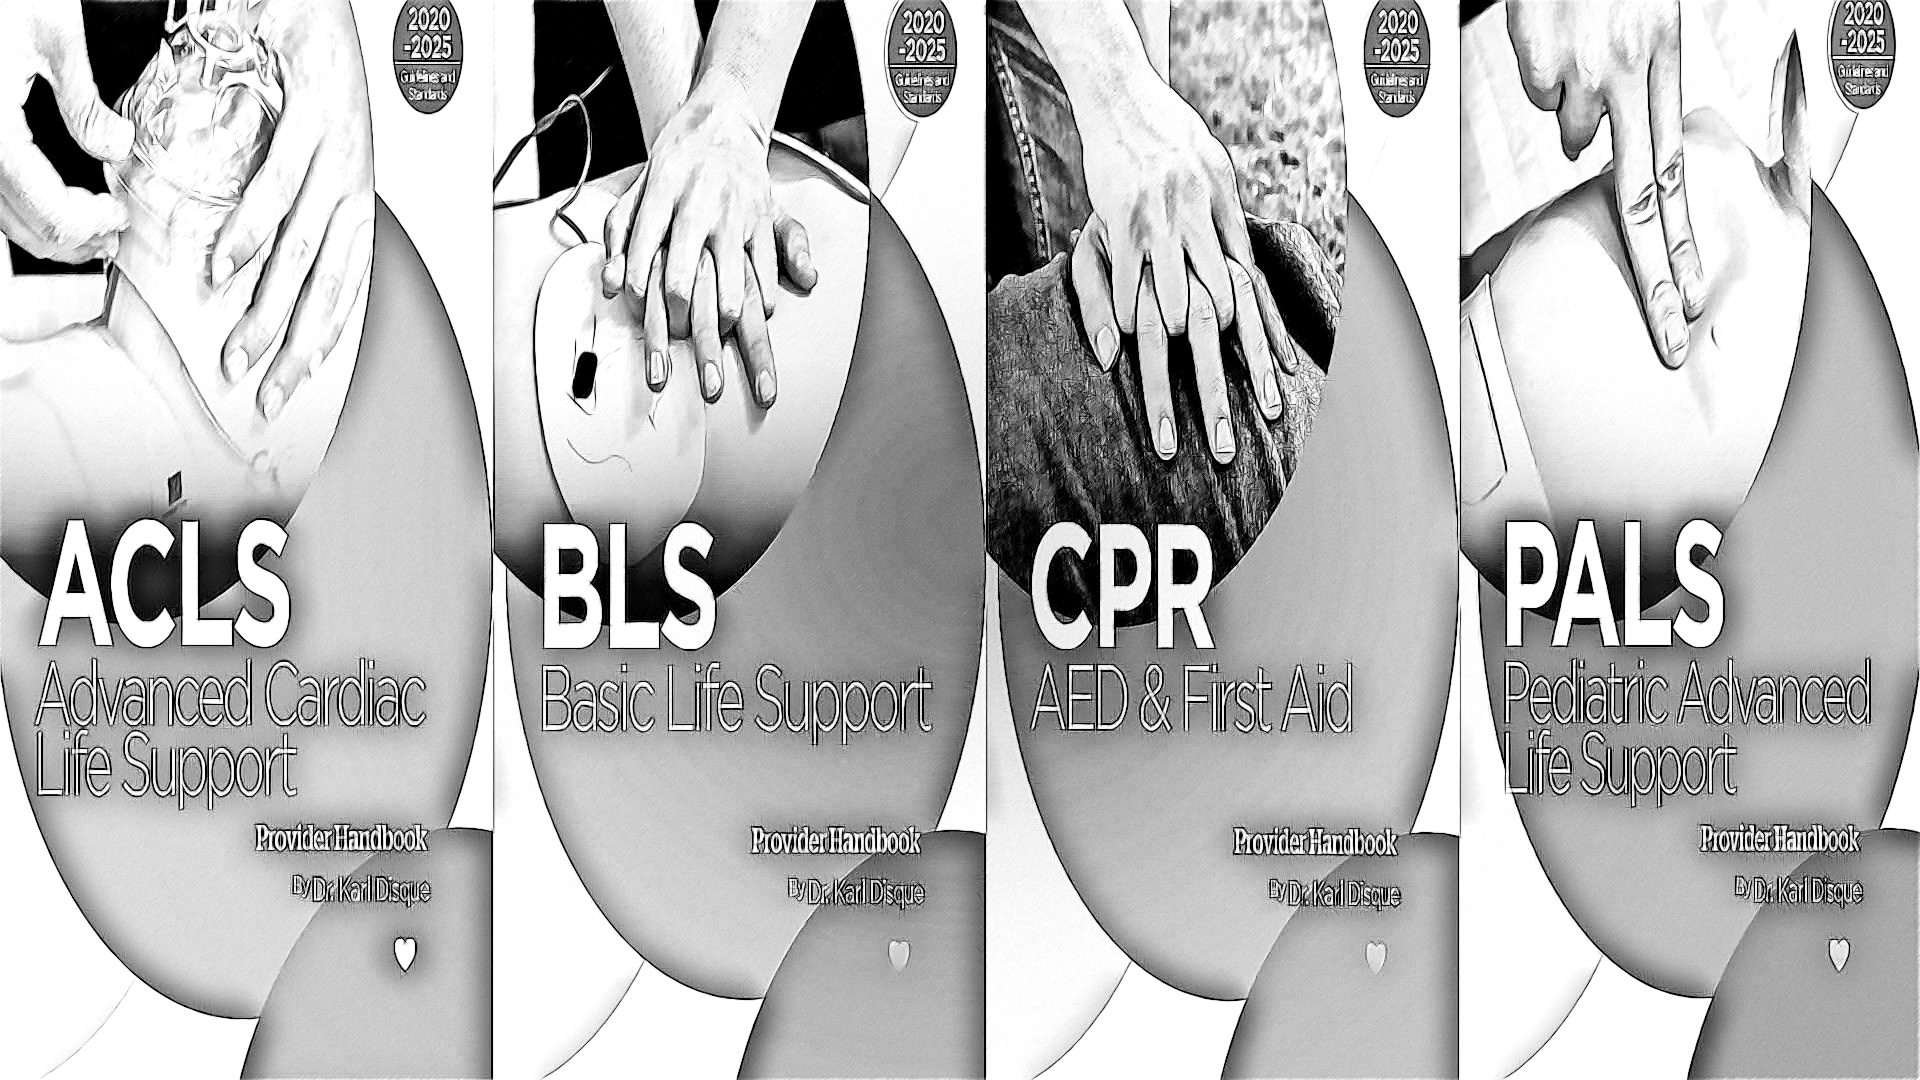 2020
-2025
Guidelines and
Standards
ACLS
Advanced Cardiac
Life Support
Provider Handbook
By Dr. Karl Disque
2020
-2025
Guidelines and
Standards
BLS
Basic Life Support
Provider Handbook
By Dr. Karl Disque
2020
-2025
Guidelines and
Standards
CPR
AED & First Aid
Provider Handbook
By Dr. Karl Disque
2020
-2025
Guidelines and
Standards
PALS
Pediatric Advanced
Life Support
Provider Handbook
By Dr. Karl Disque